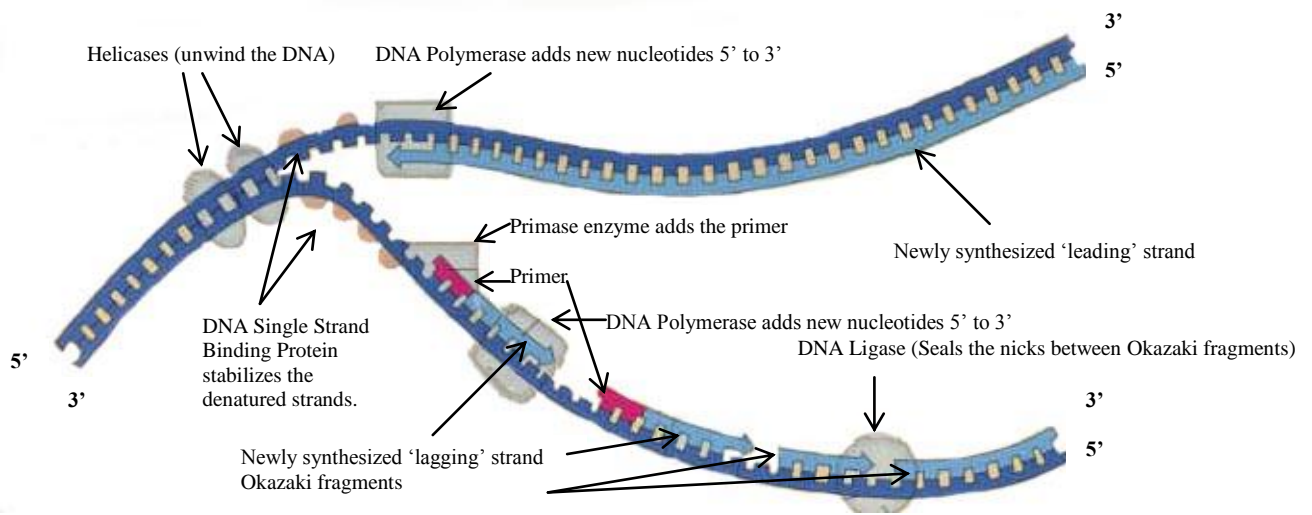 3’
Helicases (unwind the DNA)
DNA Polymerase adds new nucleotides 5’ to 3’
5’
Primase enzyme adds the primer
Newly synthesized ‘leading’ strand
Primer
DNA Single Strand
Binding Protein
stabilizes the
denatured strands.
DNA Polymerase adds new nucleotides 5’ to 3’
DNA Ligase (Seals the nicks between Okazaki fragments)
5’
3’
3’
5’
Newly synthesized ‘lagging’ strand
Okazaki fragments